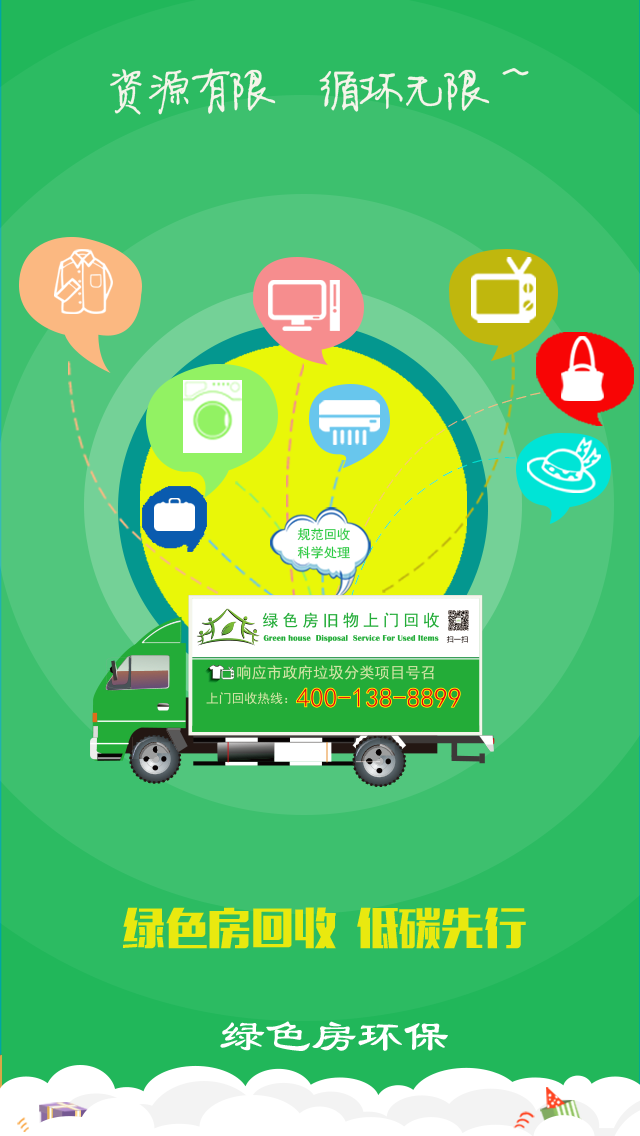 资源有限 循环无限~
规范回收
科学处理
绿色房旧物上门回收
Green house Disposal Service For Used Items
扫一扫
响应市政府垃圾分类项目号召
上门回收热线：400-138-8899
绿色房回收 低碳先行
绿色房环保